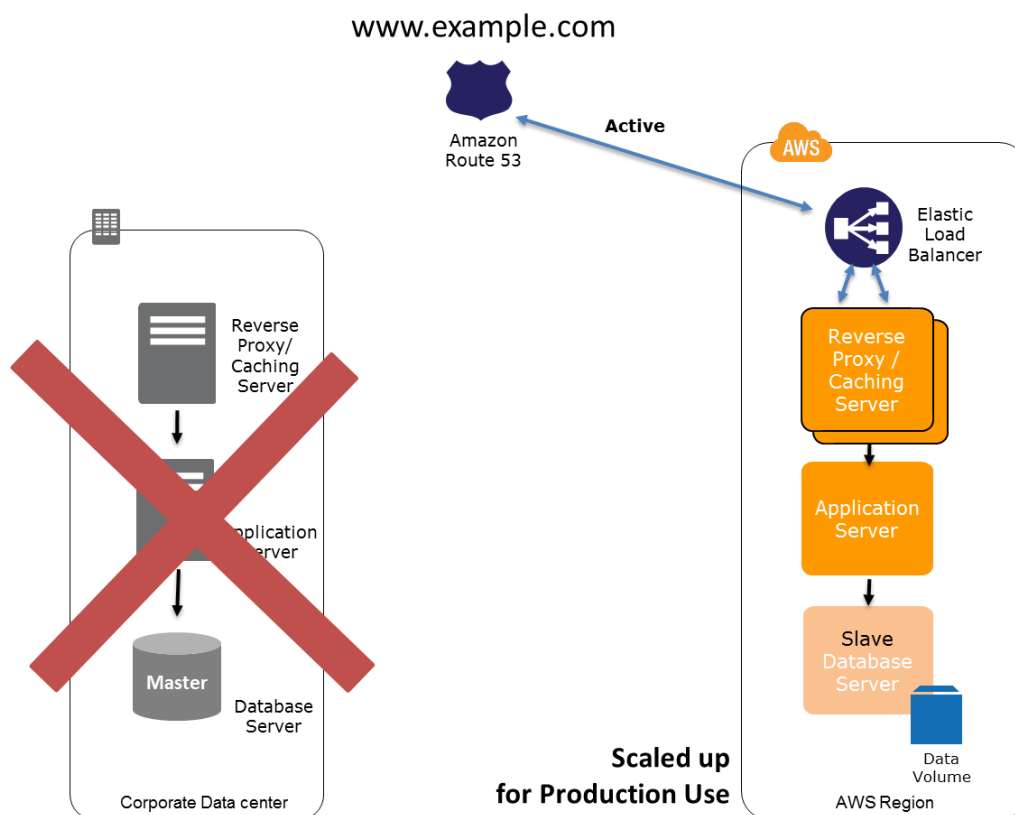 www.example.com
Amazon
Route 53
Active
AWS
Elastic
Load
Balancer
Reverse
Proxy/
Caching
Server
Reverse
Proxy /
Caching
Server
Application
Server
pplication
erver
Slave
Database
Server
Master
Database
Server
Data
Volume
Scaled up
for Production Use
Corporate Data center
AWS Region